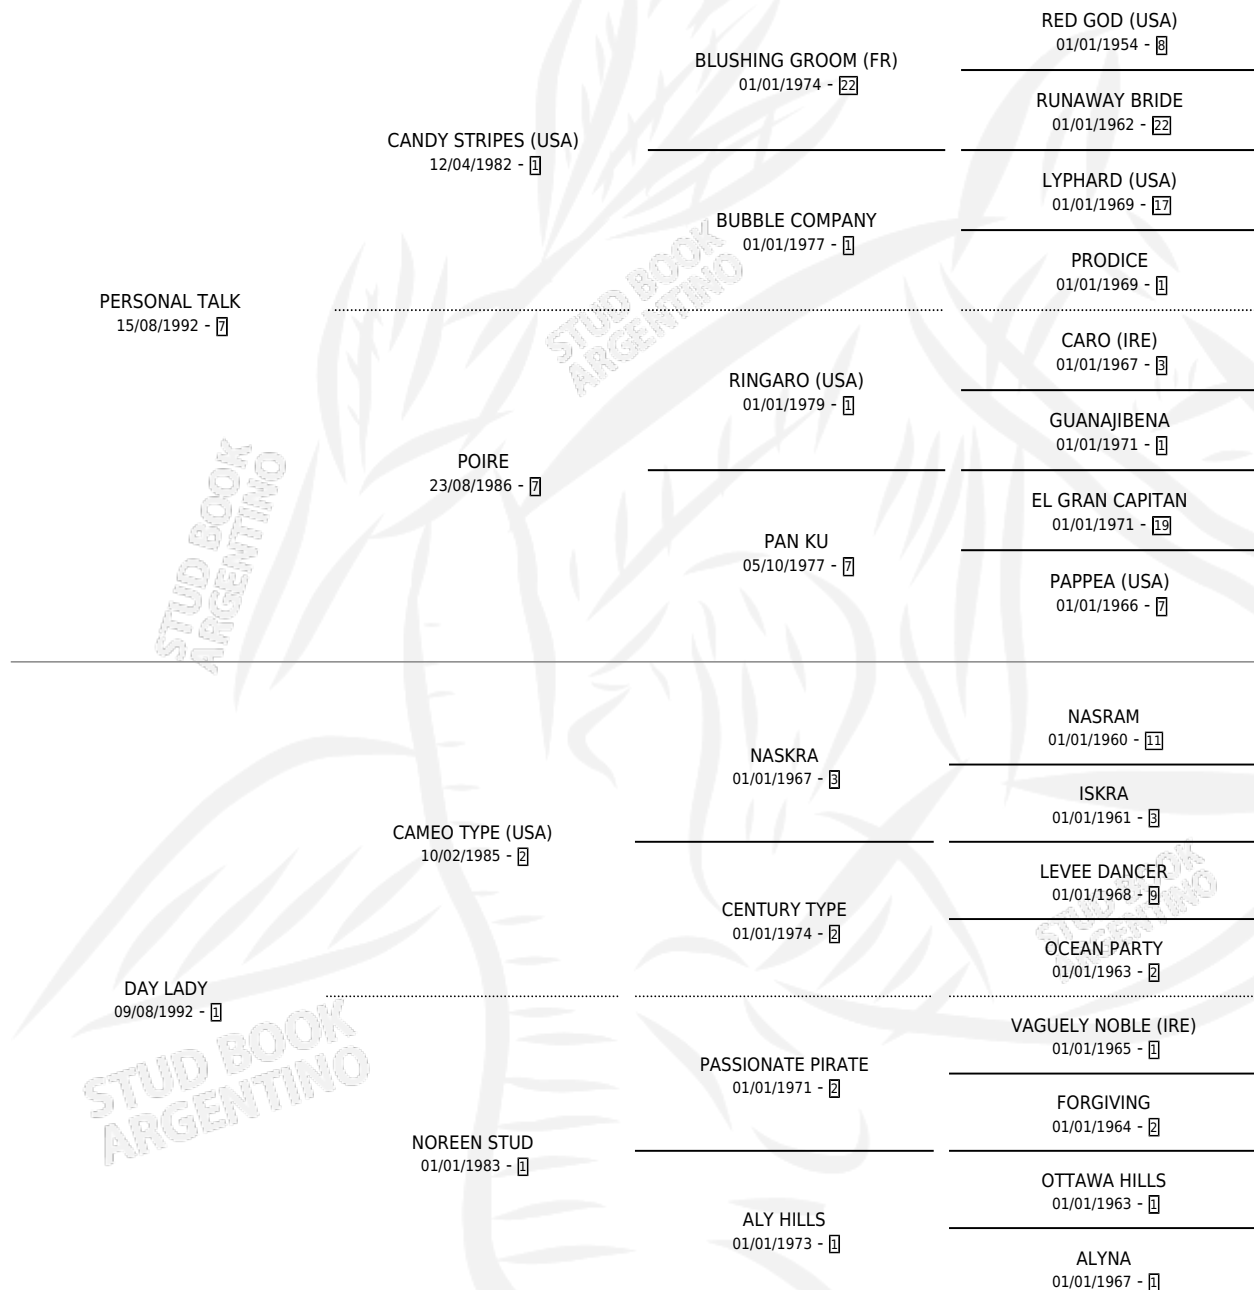 RED GOD (USA)
01/01/1954 - 8
BLUSHING GROOM (FR)
01/01/1974 - 22
RUNAWAY BRIDE
01/01/1962 - 22
CANDY STRIPES (USA)
12/04/1982 - 1
LYPHARD (USA)
01/01/1969 - 17
BUBBLE COMPANY
01/01/1977 - 1
PRODICE
01/01/1969 - 1
PERSONAL TALK
15/08/1992 - 7
STUD BOOK
ARGENTINO
CARO (IRE)
01/01/1967 - 3
RINGARO (USA)
01/01/1979 - 1
GUANAJIBENA
01/01/1971 - 1
POIRE
23/08/1986 - 7
EL GRAN CAPITAN
01/01/1971 - 19
PAN KU
05/10/1977 - 7
PAPPEA (USA)
01/01/1966 - 7
STUD BOOK
ARGENTINO
NASRAM
01/01/1960 - 11
NASKRA
01/01/1967 - 3
ISKRA
01/01/1961 - 3
CAMEO TYPE (USA)
10/02/1985 - 2
LEVEE DANCER
01/01/1968 - 9
CENTURY TYPE
01/01/1974 - 2
OCEAN PARTY
01/01/1963 - 2
STUD BOOK
ARGENTINO
DAY LADY
09/08/1992 - 1
VAGUELY NOBLE (IRE)
01/01/1965 - 1
PASSIONATE PIRATE
01/01/1971 - 2
FORGIVING
01/01/1964 - 2
STUD BOOK
ARGENTINO
NOREEN STUD
01/01/1983 - 1
OTTAWA HILLS
01/01/1963 - 1
ALY HILLS
01/01/1973 - 1
ALYNA
01/01/1967 - 1